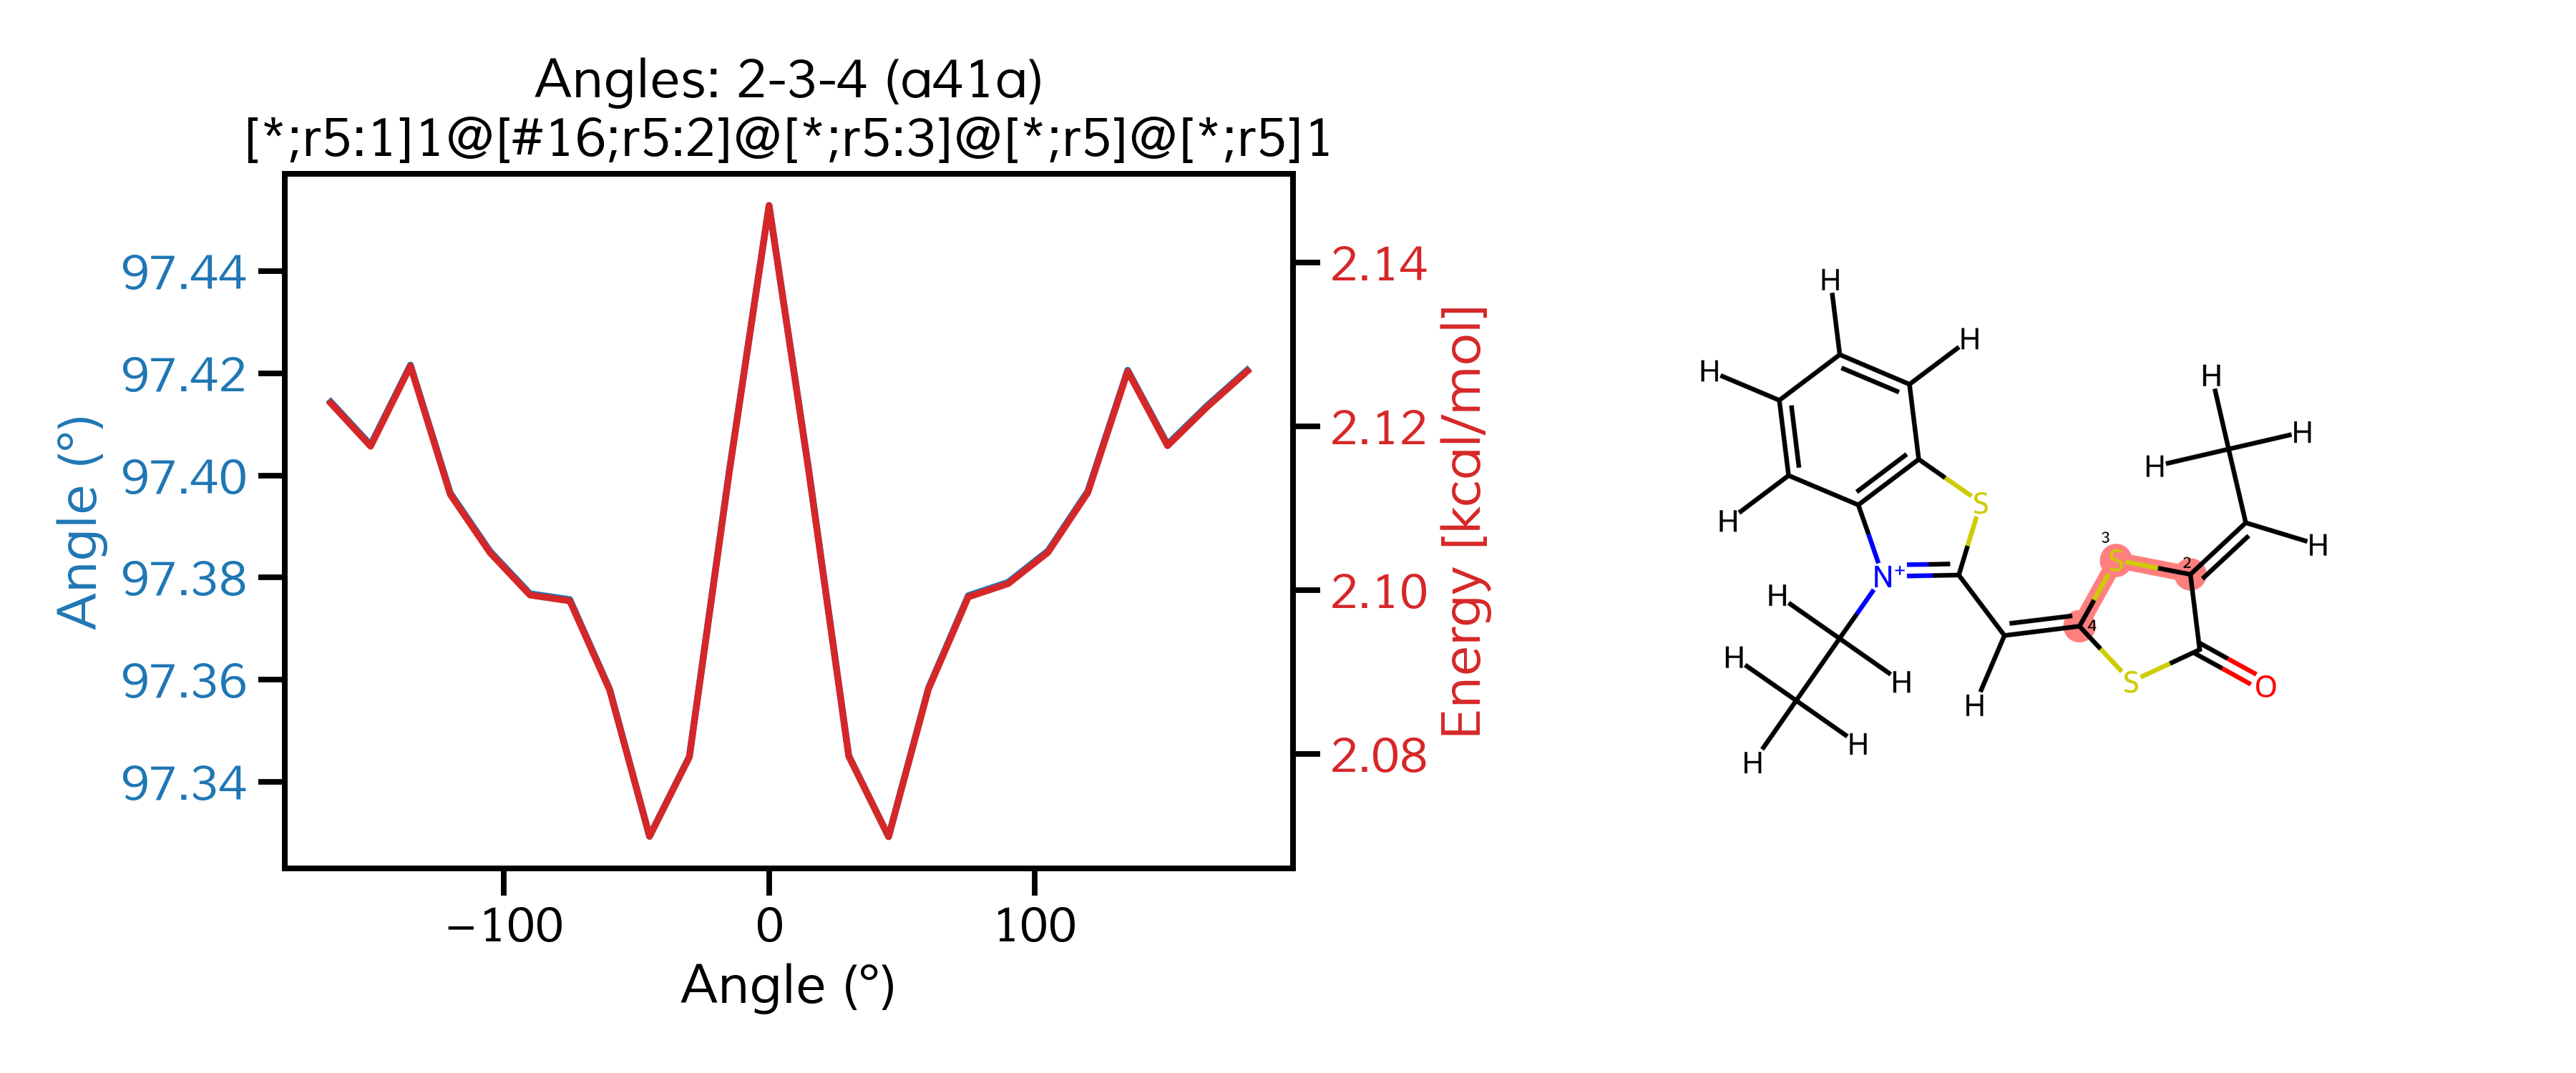 Angles: 2-3-4 (a41a)
[*;r5:1]1@[#16;r5:2]@[*;r5:3]@[*;r5]@[*;r5]1
Angle (°)
97.44
97.42
97.40
97.38
97.36
97.34
2.14
2.12
2.10
2.08
Energy [kcal/mol]
−100
0
100
Angle (°)
H
H
H
H
H
H
H
S
H
S
3
2
H
N+
H
4
H
H
S
O
H
H
H